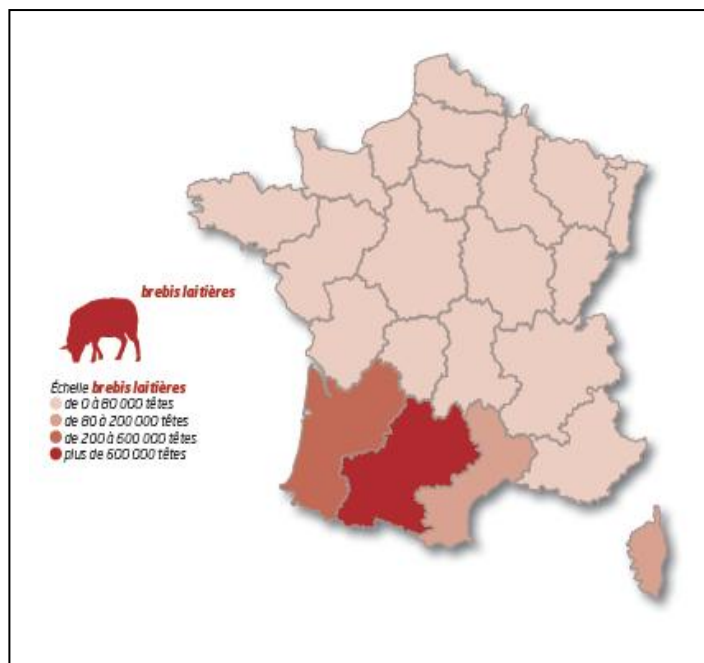 brebis laitières
Échelle brebis laitières
de 0 à 80 000 têtes
de 80 à 200 000 têtes
de 200 à 600 000 têtes
plus de 600 000 têtes